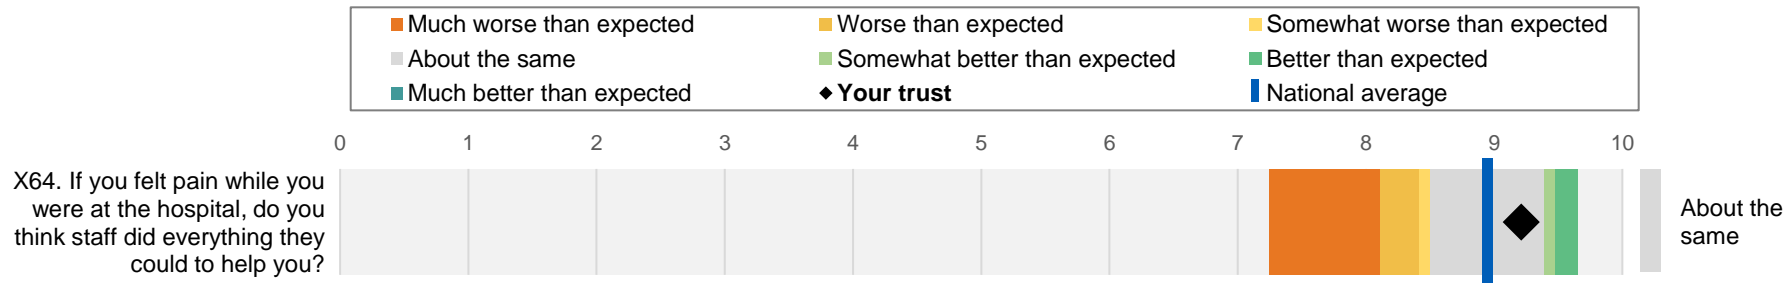 Much worse than expected
Worse than expected
Somewhat worse than expected
About the same
Somewhat better than expected
Better than expected
Much better than expected
Your trust
National average
0 1 2 3 4 5 6 7 8 9 10
X64. If you felt pain while you
were at the hospital, do you
think staff did everything they
could to help you?
About the
same